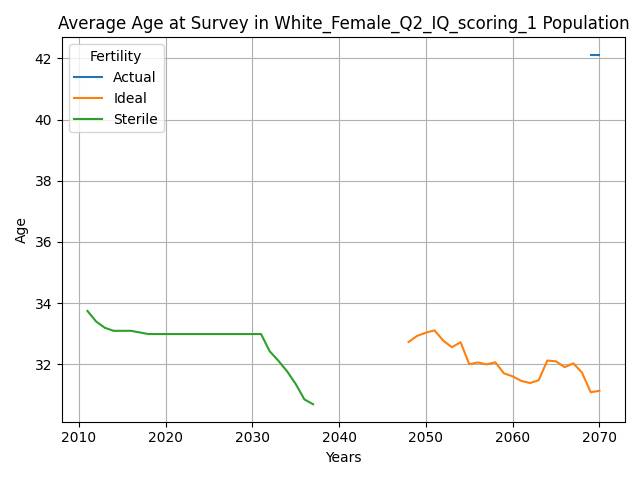 Average Age at Survey in White_Female_Q2_IQ_scoring_1 Population
Fertility
Actual
Ideal
Sterile
Age
42
40
38
36
34
32
2010 2020 2030 2040 2050 2060 2070
Years